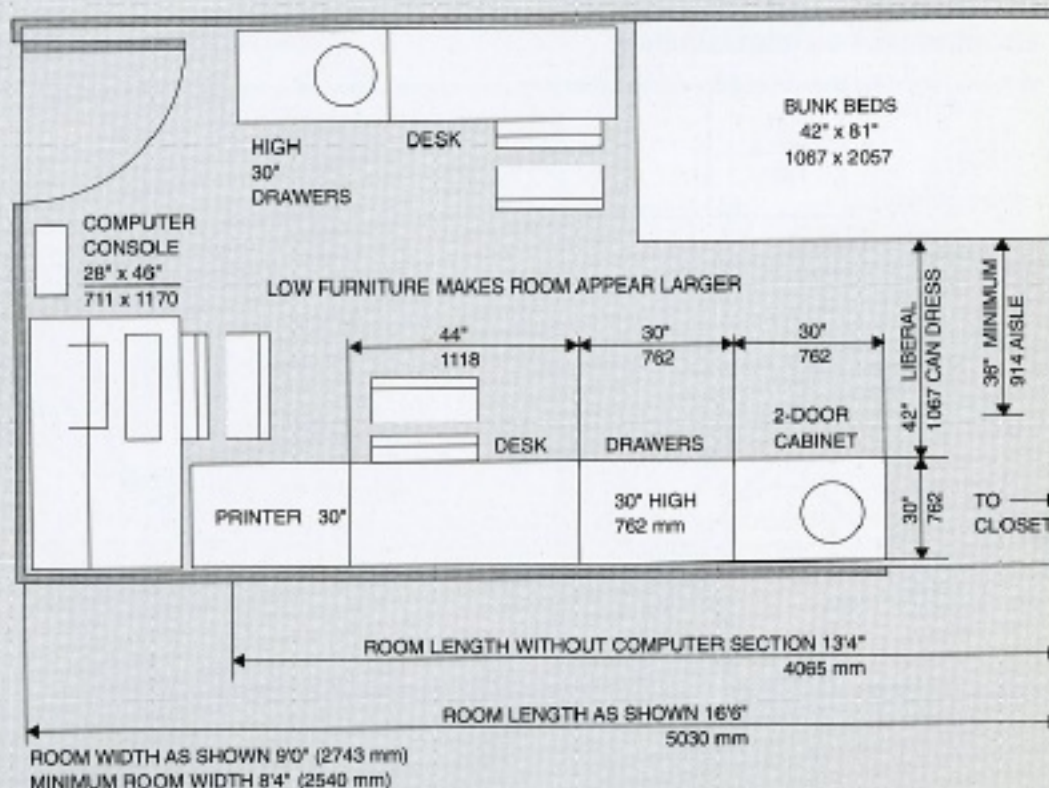 BUNK BEDS
42" x 81"
1067 x 2057
HIGH
30"
DRAWERS
DESK
COMPUTER
CONSOLE
28" x 46"
711 x 1170
LOW FURNITURE MAKES ROOM APPEAR LARGER
44"
1118
30"
762
30"
762
42" LIBERAL
1067 CAN DRESS
36" MINIMUM
914 AISLE
DESK
DRAWERS
2-DOOR
CABINET
PRINTER 30"
30" HIGH
762 mm
30"
762
TO
CLOSET
ROOM LENGTH WITHOUT COMPUTER SECTION 13'4"
4065 mm
ROOM LENGTH AS SHOWN 16'6"
5030 mm
ROOM WIDTH AS SHOWN 9'0" (2743 mm)
MINIMUM ROOM WIDTH 8'4" (2540 mm)